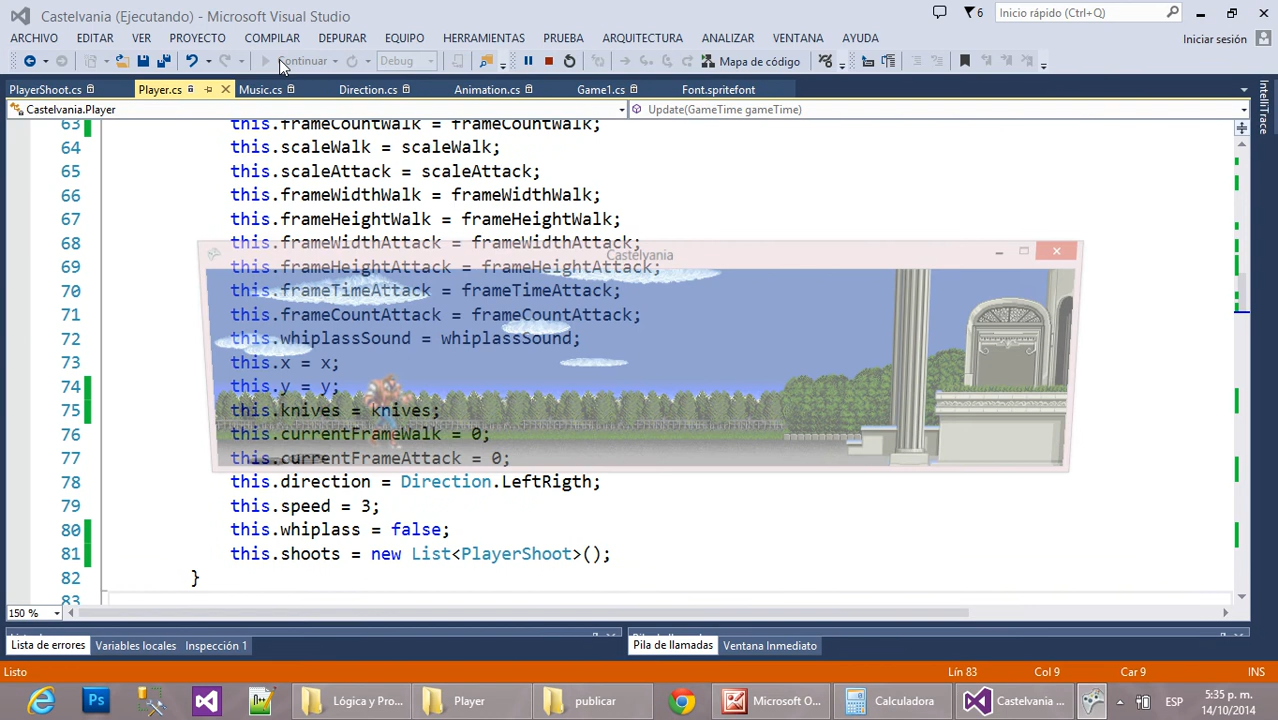 Castelvania (Ejecutando) - Microsoft Visual Studio
6
Inicio rápido (Ctrl+Q)
ARCHIVO EDITAR VER PROYECTO COMPILAR DEPURAR EQUIPO HERRAMIENTAS PRUEBA ARQUITECTURA ANALIZAR VENTANA AYUDA
Iniciar sesión
Continuar Debug Mapa de código
PlayerShoot.cs Player.cs Music.cs Direction.cs Animation.cs Game1.cs Font.spritefont
Castelvania.Player Update(GameTime gameTime)
IntelliTrace
63 this.frameCountWalk = frameCountWalk;
64 this.scaleWalk = scaleWalk;
65 this.scaleAttack = scaleAttack;
66 this.frameWidthWalk = frameWidthWalk;
67 this.frameHeightWalk = frameHeightWalk;
68 this.frameWidthAttack = frameWidthAttack;
Castelvania
69 this.frameHeightAttack = frameHeightAttack;
70 this.frameTimeAttack = frameTimeAttack;
71 this.frameCountAttack = frameCountAttack;
72 this.whiplassSound = whiplassSound;
73 this.x = x;
74 this.y = y;
75 this.knives = knives;
76 this.currentFrameWalk = 0;
77 this.currentFrameAttack = 0;
78 this.direction = Direction.LeftRigth;
79 this.speed = 3;
80 this.whiplass = false;
81 this.shoots = new List<PlayerShoot>();
82 }
83
150 %
Lista de errores Variables locales Inspección 1 Pila de llamadas Ventana Inmediato
Listo Lín 83 Col 9 Car 9 INS
Ps Lógica y Pro... Player publicar Microsoft O... Calculadora Castelvania ... ESP
5:35 p. m.
14/10/2014